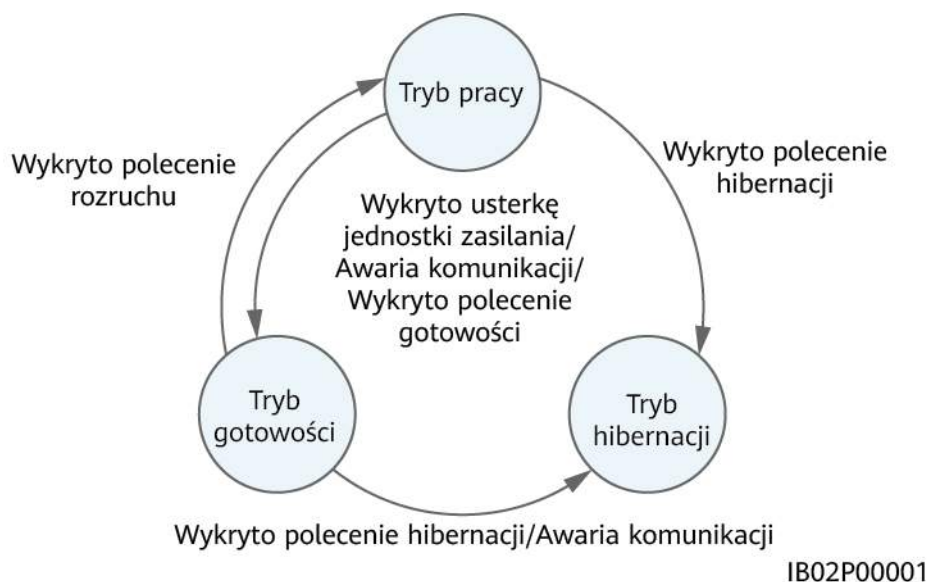 Tryb pracy
Wykryto polecenie
rozruchu
Wykryto polecenie
hibernacji
Wykryto usterkę
jednostki zasilania/
Awaria komunikacji/
Wykryto polecenie
gotowości
Tryb
gotowości
Tryb
hibernacji
Wykryto polecenie hibernacji/Awaria komunikacji
IB02P00001